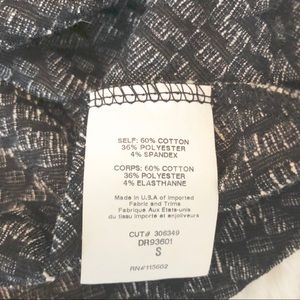 SELF: 60% COTTON
36% POLYESTER
4% SPANDEX
CORPS: 60% COTTON
36% POLYESTER
4% ELASTHANNE
Made in U.S.A of Imported
Fabric and Trims
Fabrique Aux États-unis
du tissu importe et enjoliveurs
CUT# 306349
DR93601
S
RN#115602